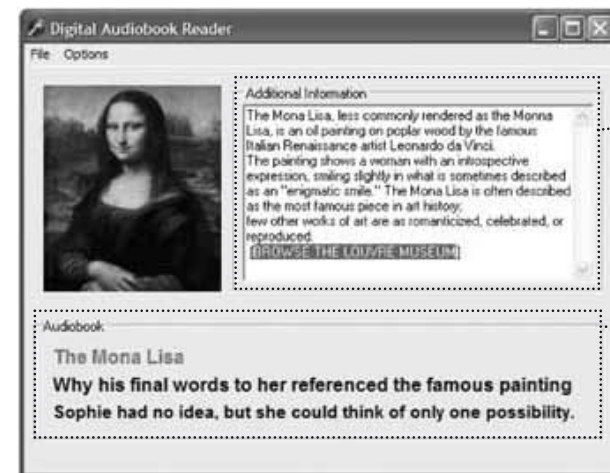 Digital Audiobook Reader
File Options
Additional Information
The Mona Lisa, less commonly rendered as the Monna
Lisa, is an oil painting on poplar wood by the famous
Italian Renaissance artist Leonardo da Vinci.
The painting shows a woman with an introspective
expression, smiling slightly in what is sometimes described
as an "enigmatic smile." The Mona Lisa is often described
as the most famous piece in art history;
few other works of art are as romanticized, celebrated, or
reproduced.
[BROWSE THE LOUVRE MUSEUM]
Audiobook
The Mona Lisa
Why his final words to her referenced the famous painting
Sophie had no idea, but she could think of only one possibility.